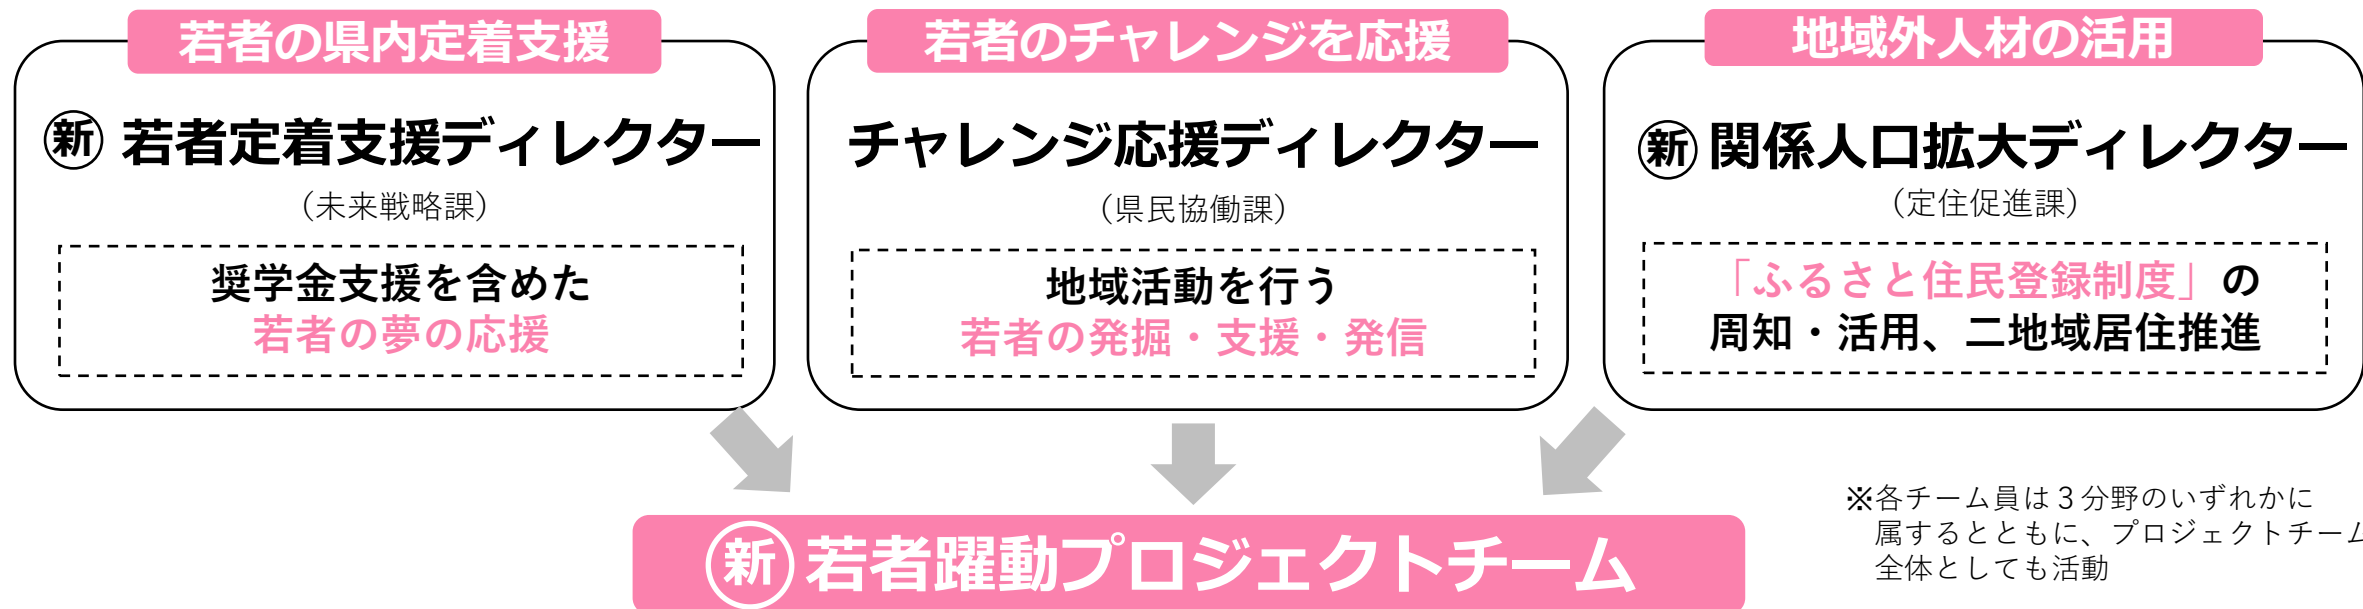 若者の県内定着支援
㊟ 若者定着支援ディレクター
（未来戦略課）
奨学金支援を含めた
若者の夢の応援
若者のチャレンジを応援
チャレンジ応援ディレクター
（県民協働課）
地域活動を行う
若者の発掘・支援・発信
地域外人材の活用
新 関係人口拡大ディレクター
（定住促進課）
「ふるさと住民登録制度」の
周知・活用、二地域居住推進
新 若者躍動プロジェクトチーム
※各チーム員は３分野のいずれかに
属するとともに、プロジェクトチーム
全体としても活動